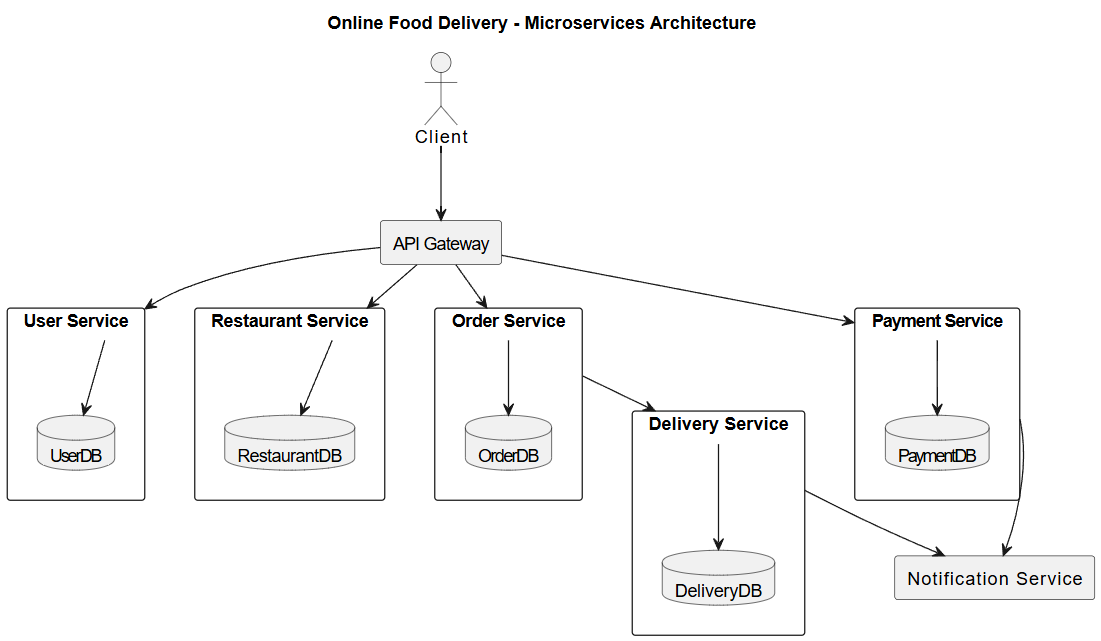 Online Food Delivery - Microservices Architecture
Client
API Gateway
User Service
Restaurant Service
Order Service
Payment Service
Delivery Service
UserDB
RestaurantDB
OrderDB
PaymentDB
Notification Service
DeliveryDB